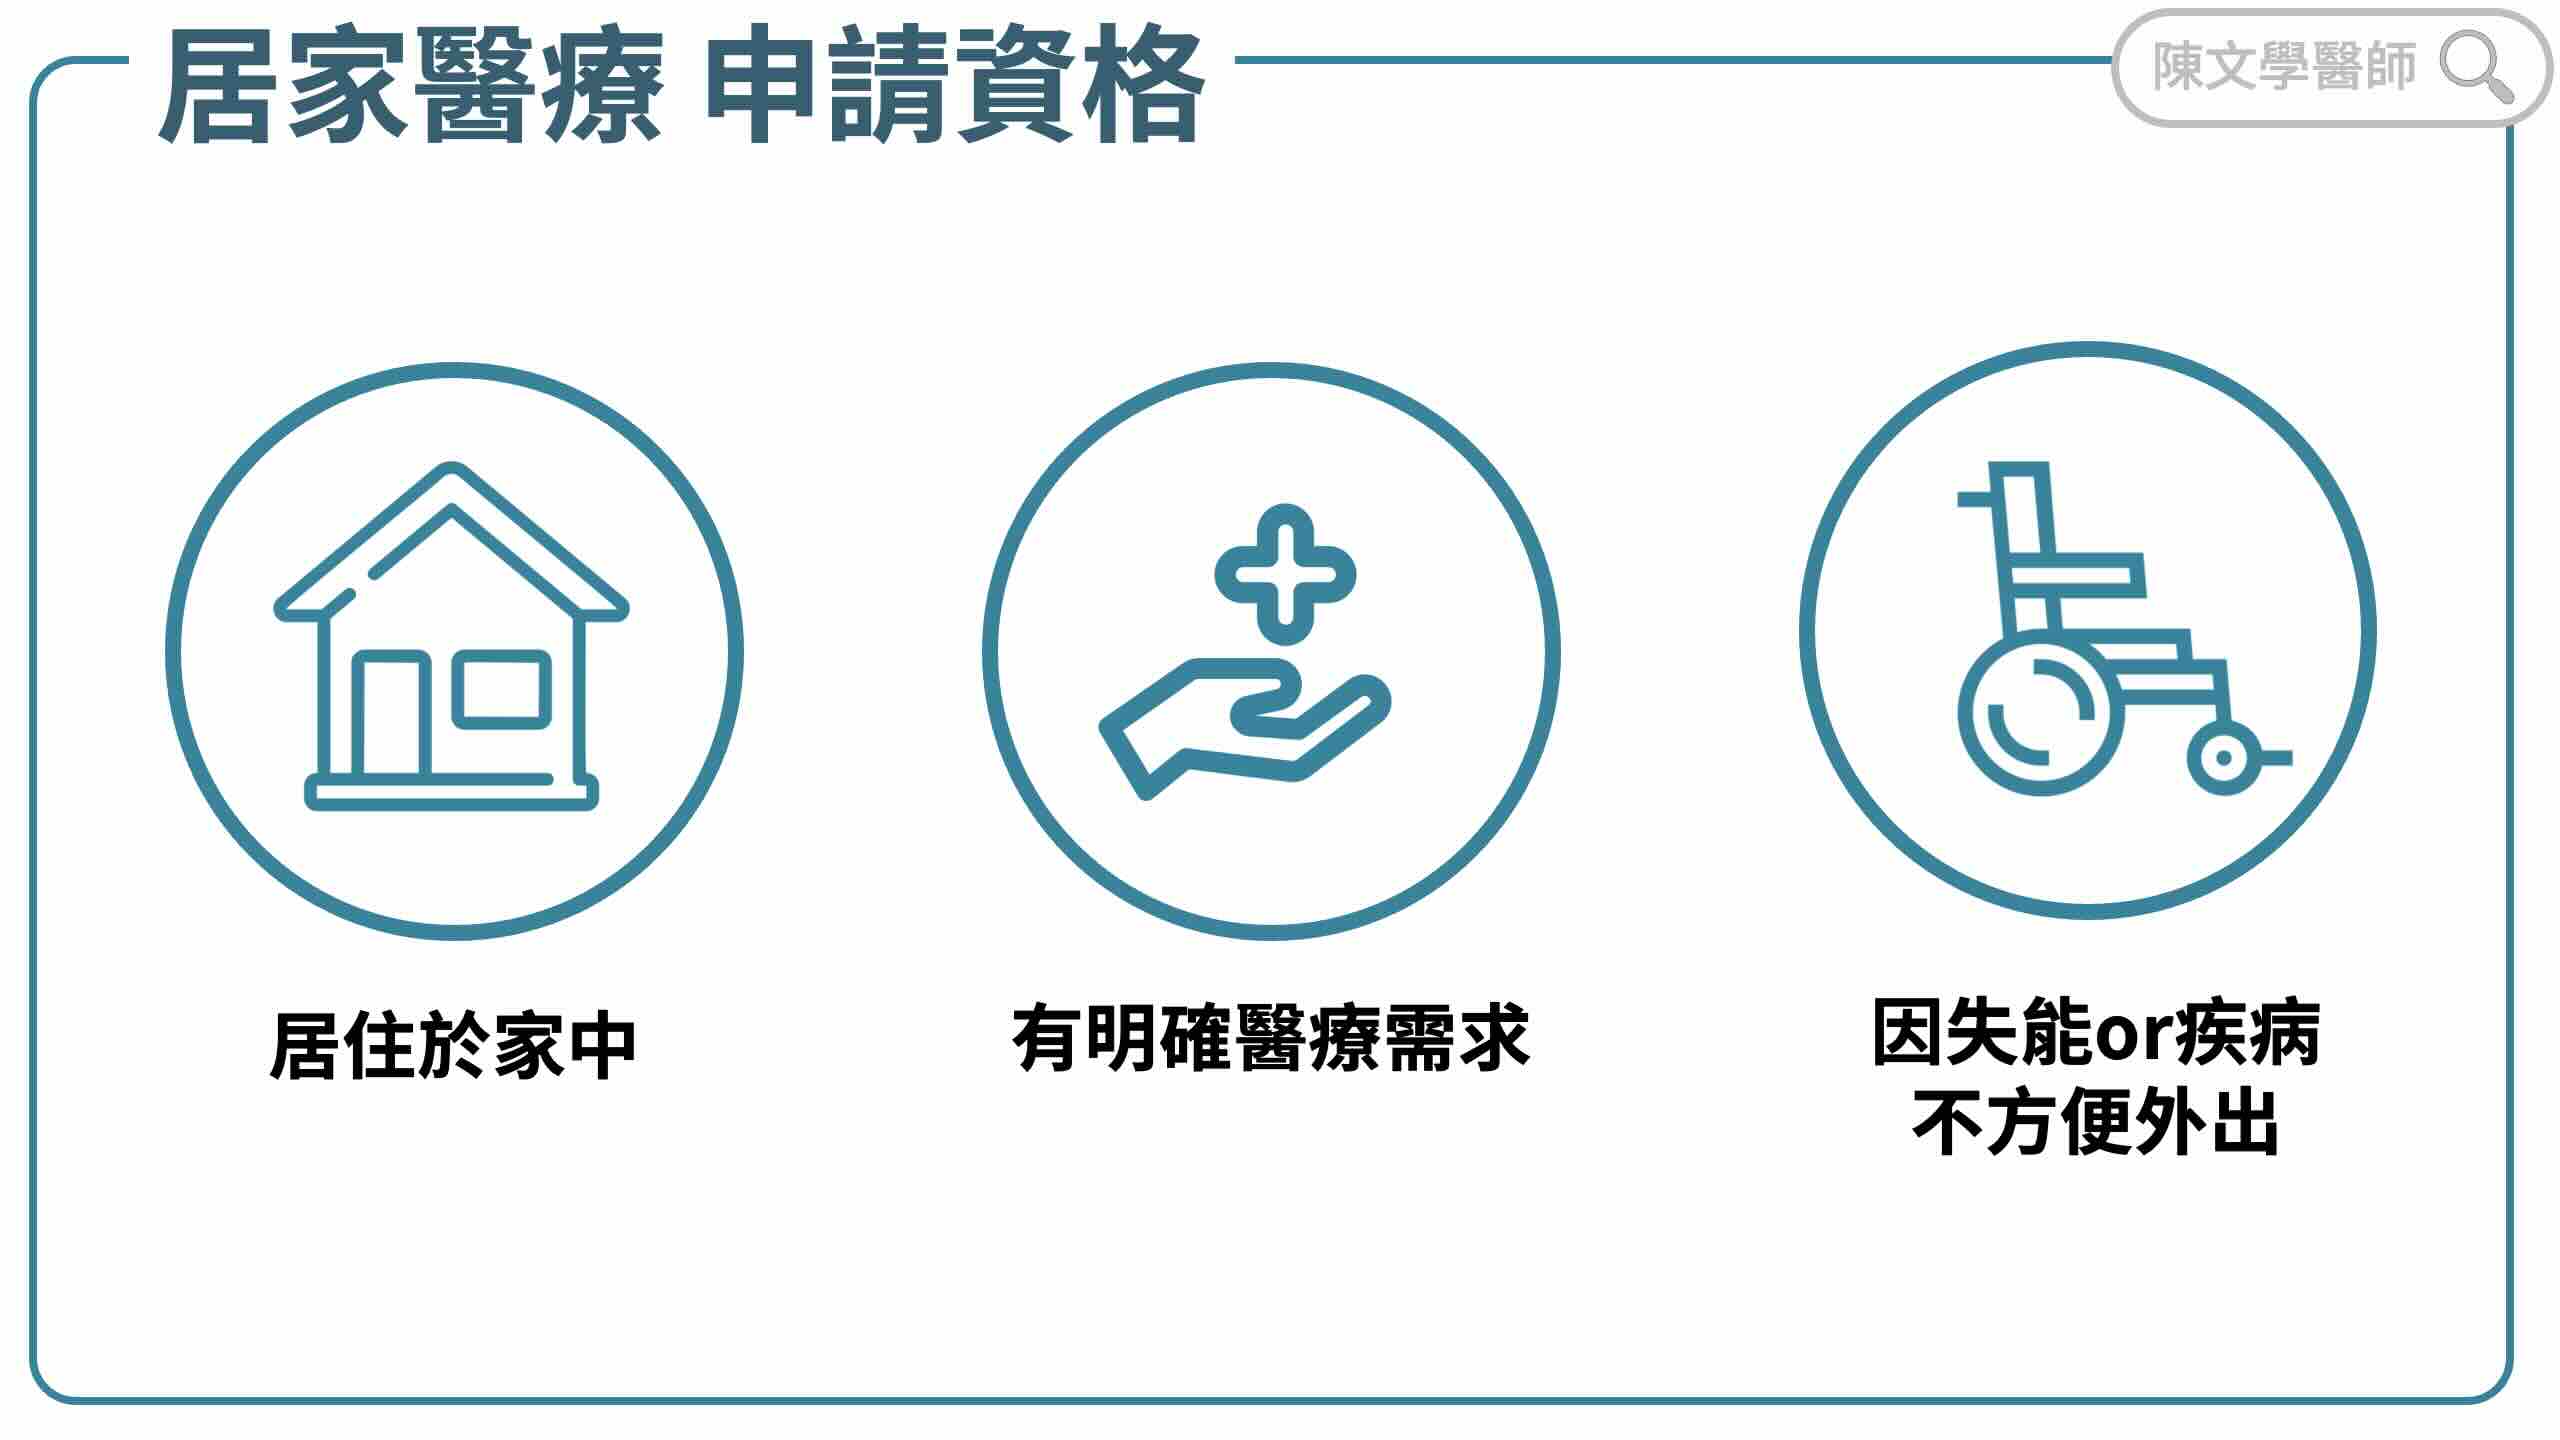 居家醫療 申請資格
陳文學醫師
居住於家中
有明確醫療需求
因失能or疾病
不方便外出